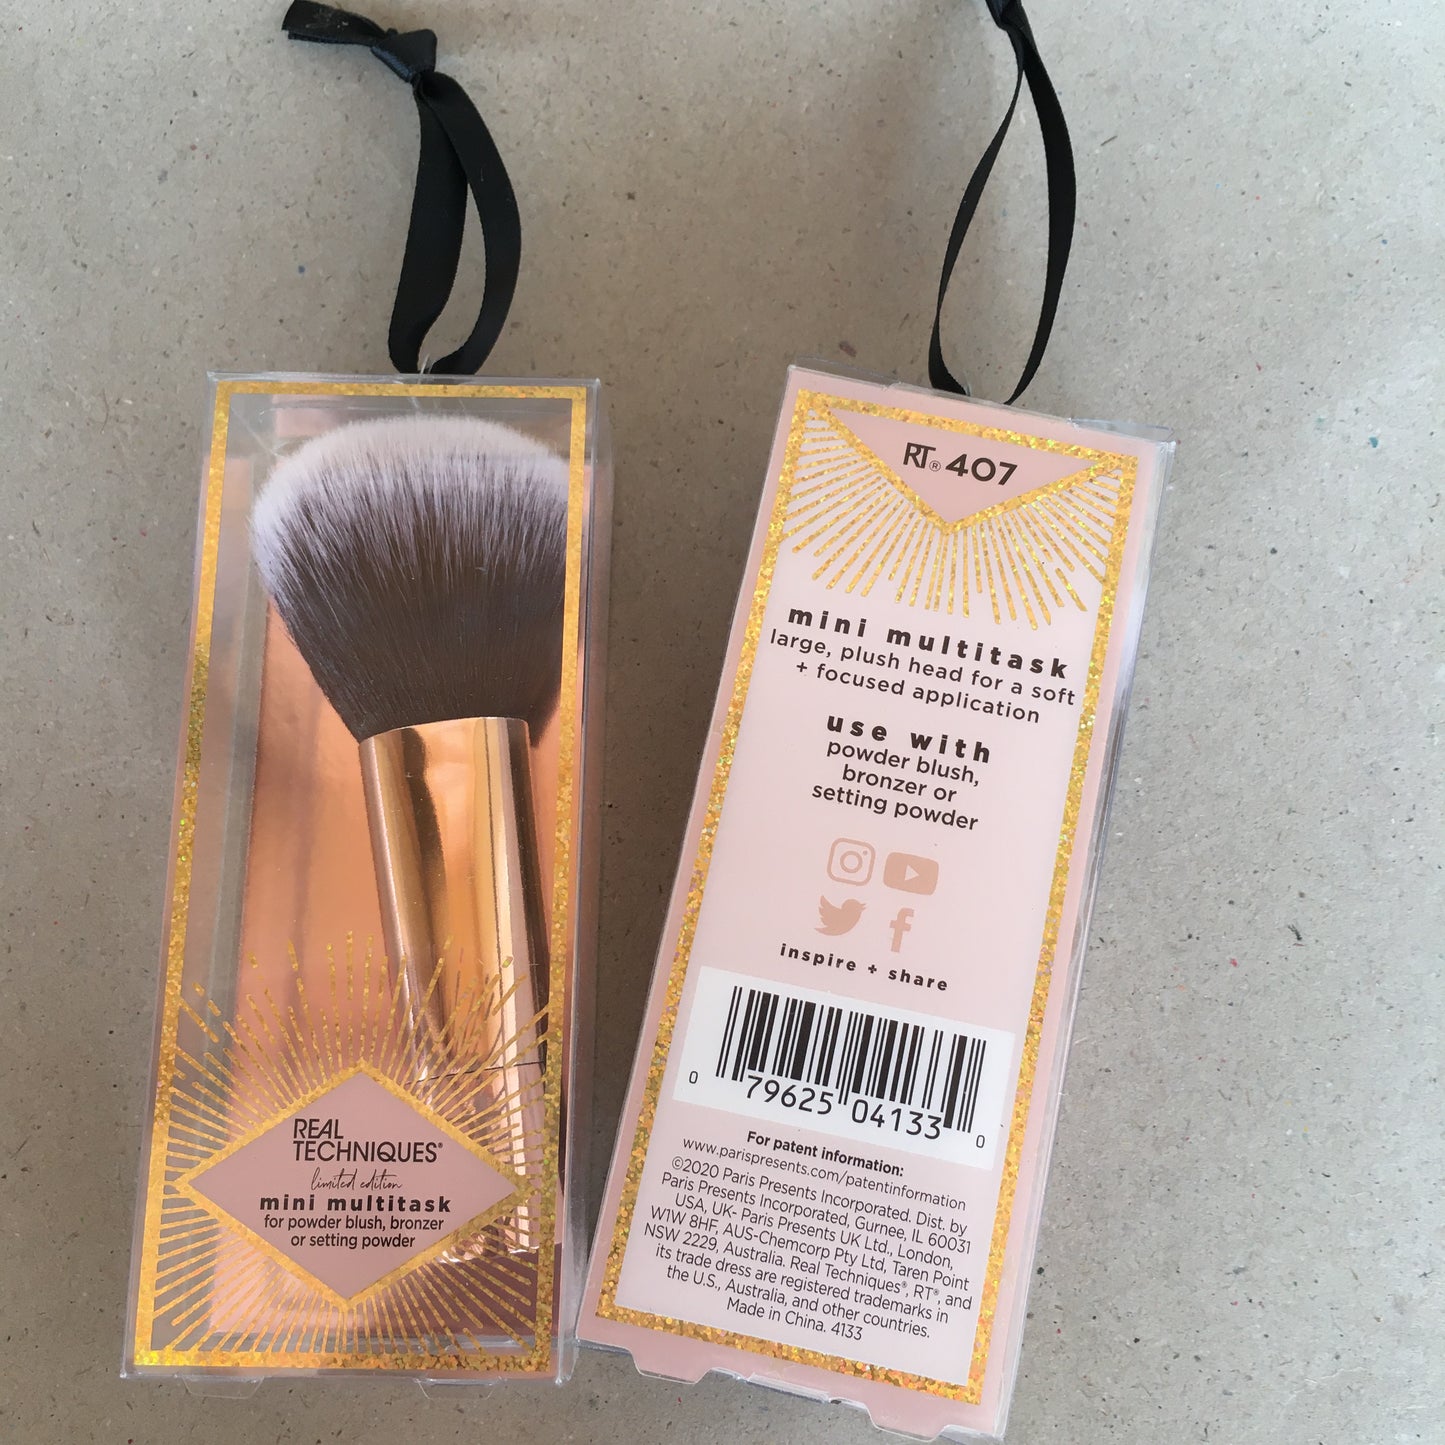 REAL
TECHNIQUES®
limited edition
mini multitask
for powder blush, bronzer
or setting powder
RT® 407
mini multitask
large, plush head for a soft
+ focused application
use with
powder blush,
bronzer or
setting powder
inspire + share
0 79625 04133 0
For patent information:
www.parispresents.com/patentinformation
©2020 Paris Presents Incorporated. Dist. by
Paris Presents Incorporated, Gurnee, IL 60031
USA, UK- Paris Presents UK Ltd., London,
W1W 8HF, AUS-Chemcorp Pty Ltd, Taren Point
NSW 2229, Australia. Real Techniques®, RT®, and
its trade dress are registered trademarks in
the U.S., Australia, and other countries.
Made in China. 4133